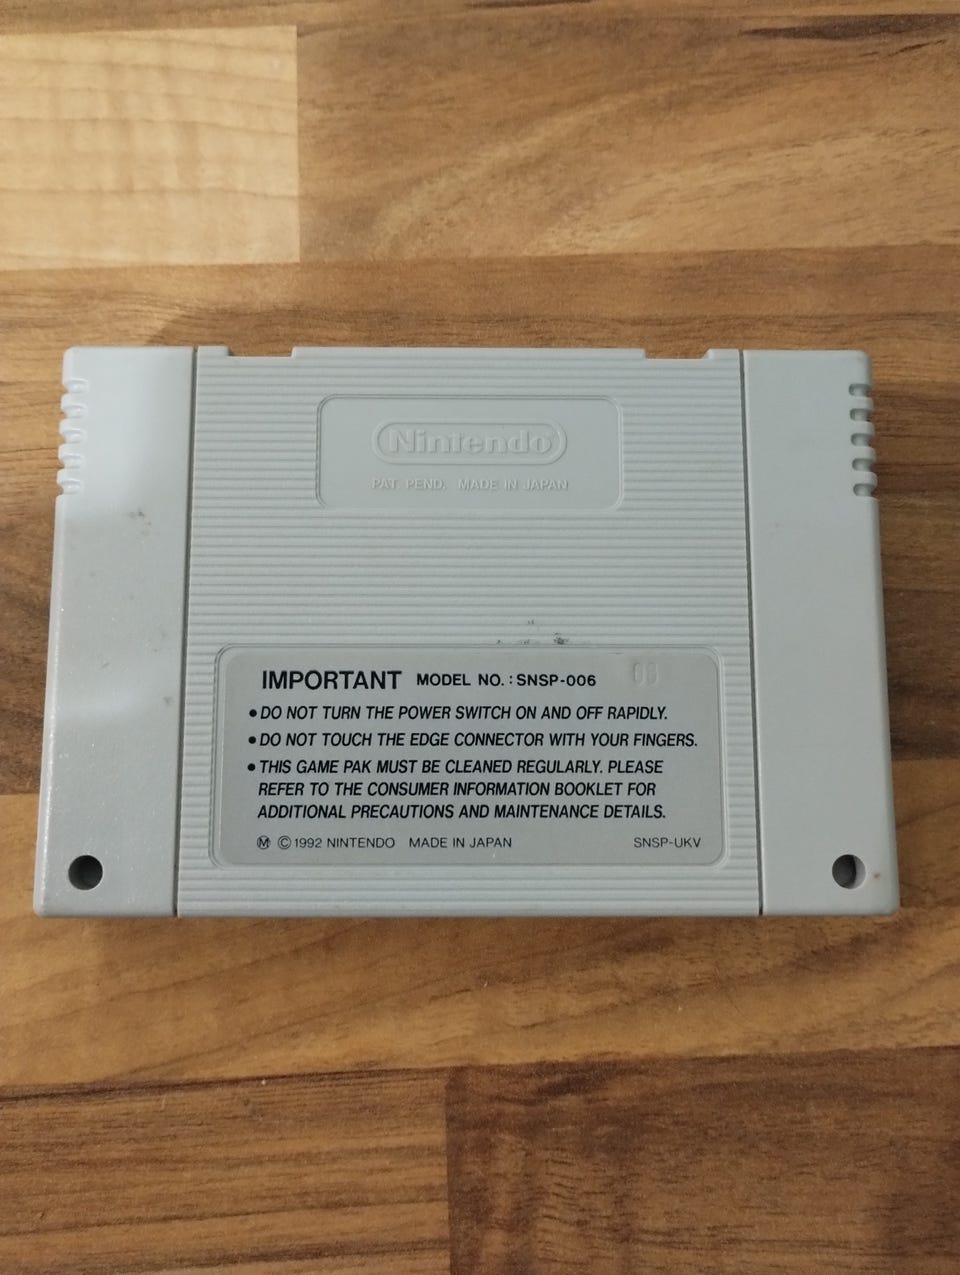 Nintendo
PAT. PEND. MADE IN JAPAN
IMPORTANT MODEL NO. : SNSP-006
• DO NOT TURN THE POWER SWITCH ON AND OFF RAPIDLY.
• DO NOT TOUCH THE EDGE CONNECTOR WITH YOUR FINGERS.
• THIS GAME PAK MUST BE CLEANED REGULARLY. PLEASE
REFER TO THE CONSUMER INFORMATION BOOKLET FOR
ADDITIONAL PRECAUTIONS AND MAINTENANCE DETAILS.
Ⓜ © 1992 NINTENDO MADE IN JAPAN SNSP-UKV